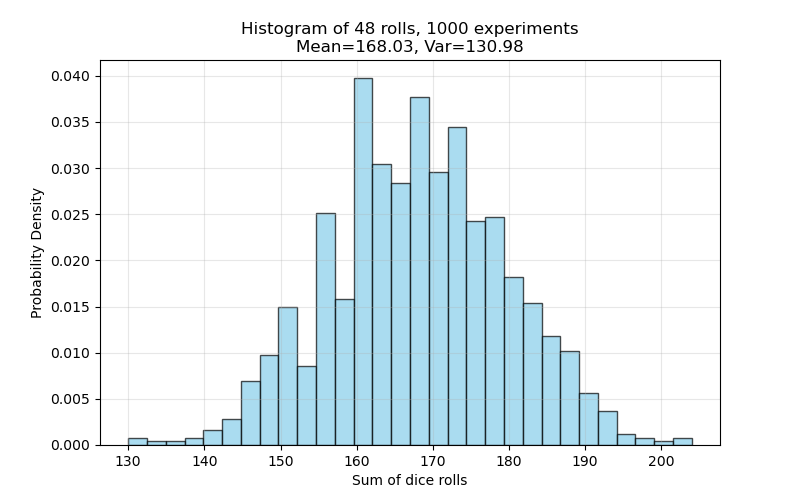 Histogram of 48 rolls, 1000 experiments
Mean=168.03, Var=130.98
0.040
0.035
0.030
0.025
0.020
0.015
0.010
0.005
0.000
Probability Density
130 140 150 160 170 180 190 200
Sum of dice rolls